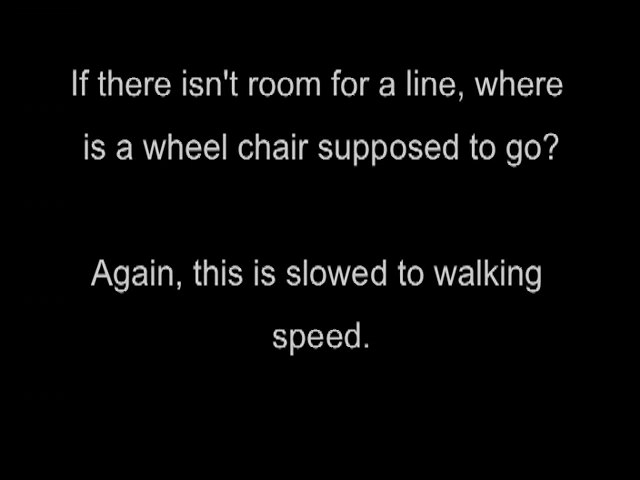 If there isn't room for a line, where
is a wheel chair supposed to go?
Again, this is slowed to walking
speed.